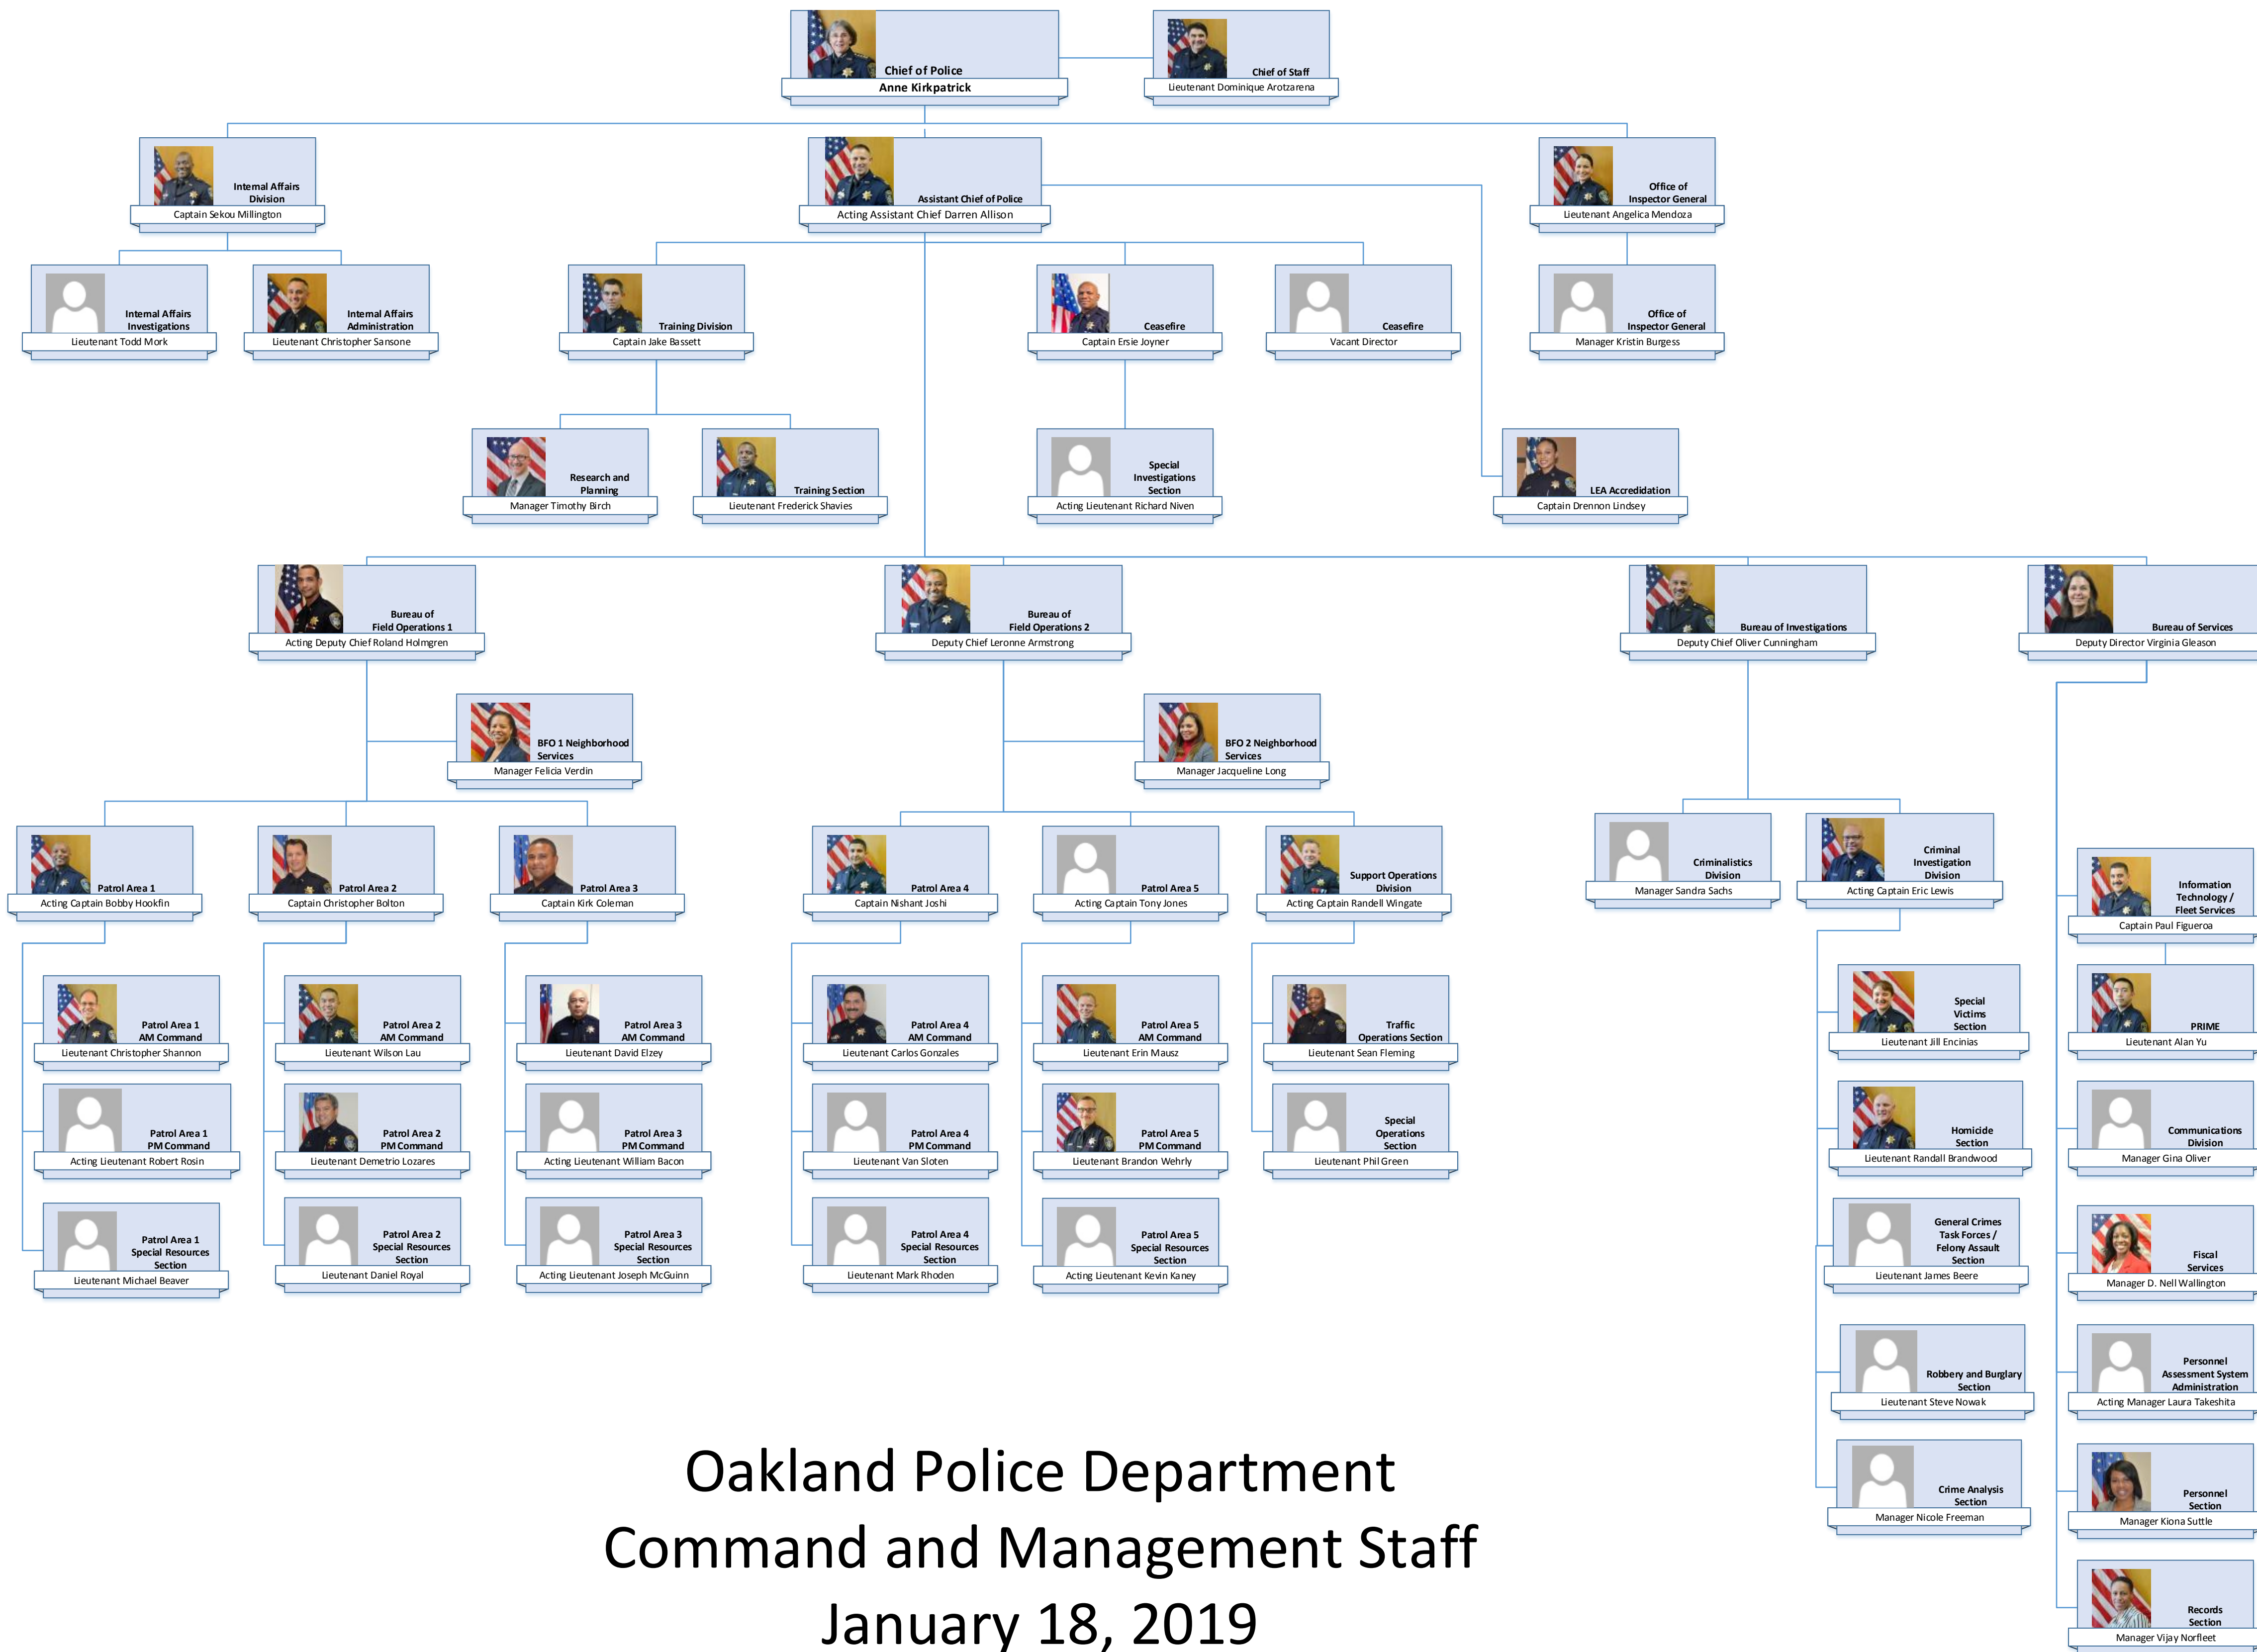 Chief of Police
Anne Kirkpatrick
Chief of Staff
Lieutenant Dominique Arotzarena
Internal Affairs
Division
Captain Sekou Millington
Assistant Chief of Police
Acting Assistant Chief Darren Allison
Office of
Inspector General
Lieutenant Angelica Mendoza
Internal Affairs
Investigations
Lieutenant Todd Mork
Internal Affairs
Administration
Lieutenant Christopher Sansone
Training Division
Captain Jake Bassett
Ceasefire
Captain Ersie Joyner
Ceasefire
Vacant Director
Office of
Inspector General
Manager Kristin Burgess
Research and
Planning
Manager Timothy Birch
Training Section
Lieutenant Frederick Shavies
Special
Investigations
Section
Acting Lieutenant Richard Niven
LEA Accredidation
Captain Drennon Lindsey
Bureau of
Field Operations 1
Acting Deputy Chief Roland Holmgren
Bureau of
Field Operations 2
Deputy Chief Leronne Armstrong
Bureau of Investigations
Deputy Chief Oliver Cunningham
Bureau of Services
Deputy Director Virginia Gleason
BFO 1 Neighborhood
Services
Manager Felicia Verdin
BFO 2 Neighborhood
Services
Manager Jacqueline Long
Patrol Area 1
Acting Captain Bobby Hookfin
Patrol Area 2
Captain Christopher Bolton
Patrol Area 3
Captain Kirk Coleman
Patrol Area 4
Captain Nishant Joshi
Patrol Area 5
Acting Captain Tony Jones
Support Operations
Division
Acting Captain Randell Wingate
Criminalistics
Division
Manager Sandra Sachs
Criminal
Investigation
Division
Acting Captain Eric Lewis
Information
Technology /
Fleet Services
Captain Paul Figueroa
Patrol Area 1
AM Command
Lieutenant Christopher Shannon
Patrol Area 2
AM Command
Lieutenant Wilson Lau
Patrol Area 3
AM Command
Lieutenant David Elzey
Patrol Area 4
AM Command
Lieutenant Carlos Gonzales
Patrol Area 5
AM Command
Lieutenant Erin Mausz
Traffic
Operations Section
Lieutenant Sean Fleming
Special
Victims
Section
Lieutenant Jill Encinias
PRIME
Lieutenant Alan Yu
Patrol Area 1
PM Command
Acting Lieutenant Robert Rosin
Patrol Area 2
PM Command
Lieutenant Demetrio Lozares
Patrol Area 3
PM Command
Acting Lieutenant William Bacon
Patrol Area 4
PM Command
Lieutenant Van Sloten
Patrol Area 5
PM Command
Lieutenant Brandon Wehrly
Special
Operations
Section
Lieutenant Phil Green
Homicide
Section
Lieutenant Randall Brandwood
Communications
Division
Manager Gina Oliver
Patrol Area 1
Special Resources
Section
Lieutenant Michael Beaver
Patrol Area 2
Special Resources
Section
Lieutenant Daniel Royal
Patrol Area 3
Special Resources
Section
Acting Lieutenant Joseph McGuinn
Patrol Area 4
Special Resources
Section
Lieutenant Mark Rhoden
Patrol Area 5
Special Resources
Section
Acting Lieutenant Kevin Kaney
General Crimes
Task Forces /
Felony Assault
Section
Lieutenant James Beere
Fiscal
Services
Manager D. Nell Wallington
Robbery and Burglary
Section
Lieutenant Steve Nowak
Personnel
Assessment System
Administration
Acting Manager Laura Takeshita
Crime Analysis
Section
Manager Nicole Freeman
Personnel
Section
Manager Kiona Suttle
Records
Section
Manager Vijay Norfleet
Oakland Police Department
Command and Management Staff
January 18, 2019